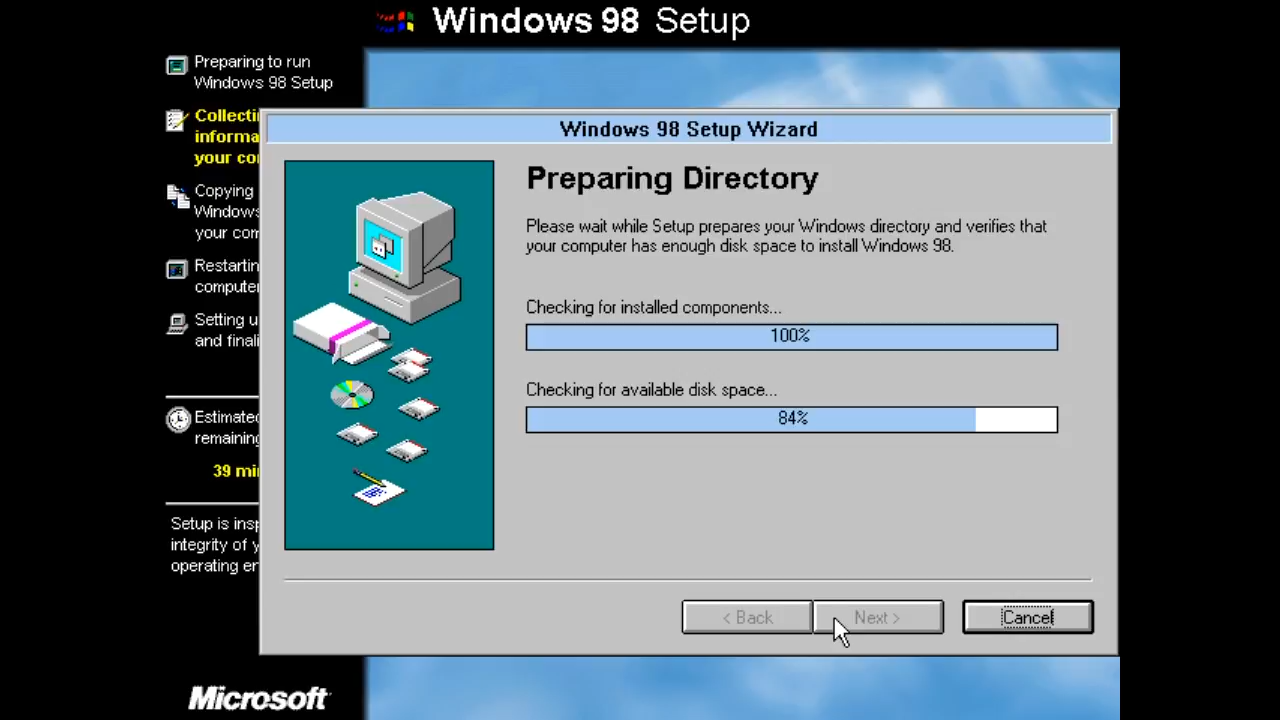 Windows 98 Setup
Preparing to run
Windows 98 Setup
Collecti
informa
your co
Copying
Windows
your com
Restartin
compute
Setting u
and finali
Estimated
remaining
39 mi
Setup is insp
integrity of y
operating en
Microsoft
Windows 98 Setup Wizard
Preparing Directory
Please wait while Setup prepares your Windows directory and verifies that
your computer has enough disk space to install Windows 98.
Checking for installed components...
100%
Checking for available disk space...
84%
< Back
Next >
Cancel